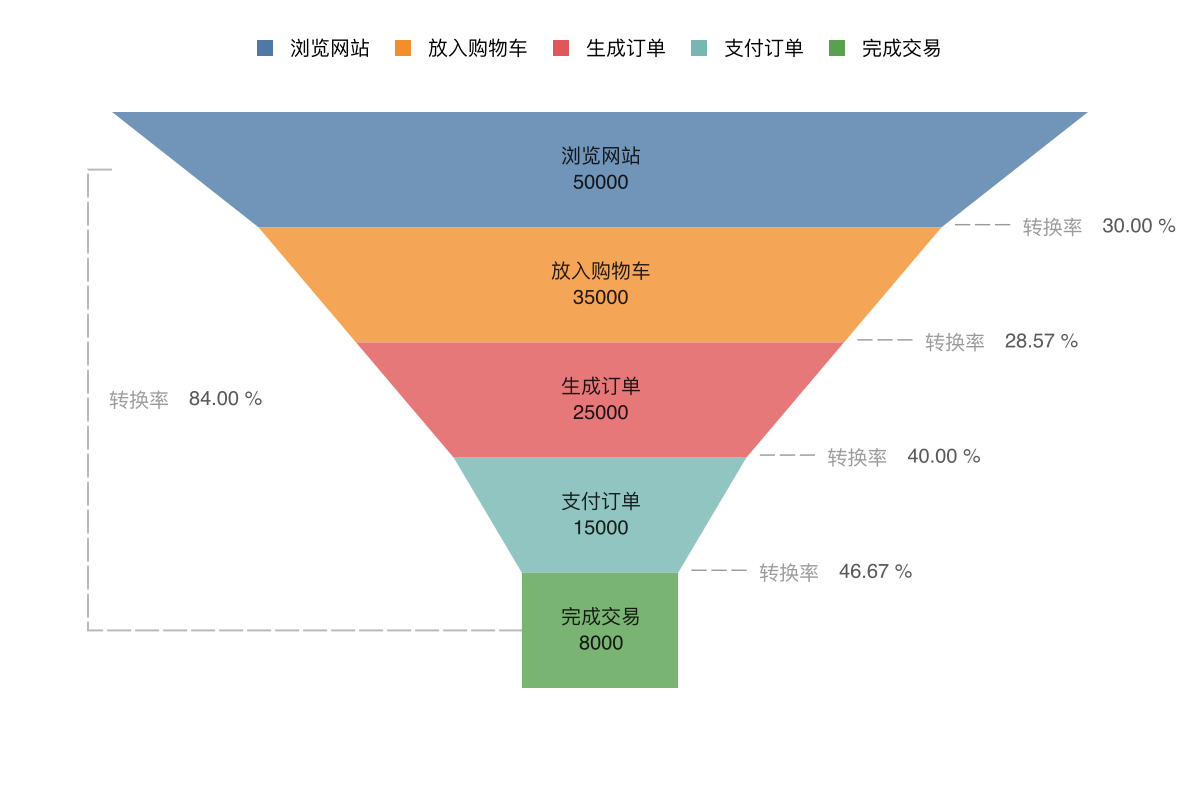 浏览网站 放入购物车 生成订单 支付订单 完成交易
浏览网站
50000
转换率 30.00 %
放入购物车
35000
转换率 28.57 %
生成订单
25000
转换率 84.00 %
转换率 40.00 %
支付订单
15000
转换率 46.67 %
完成交易
8000